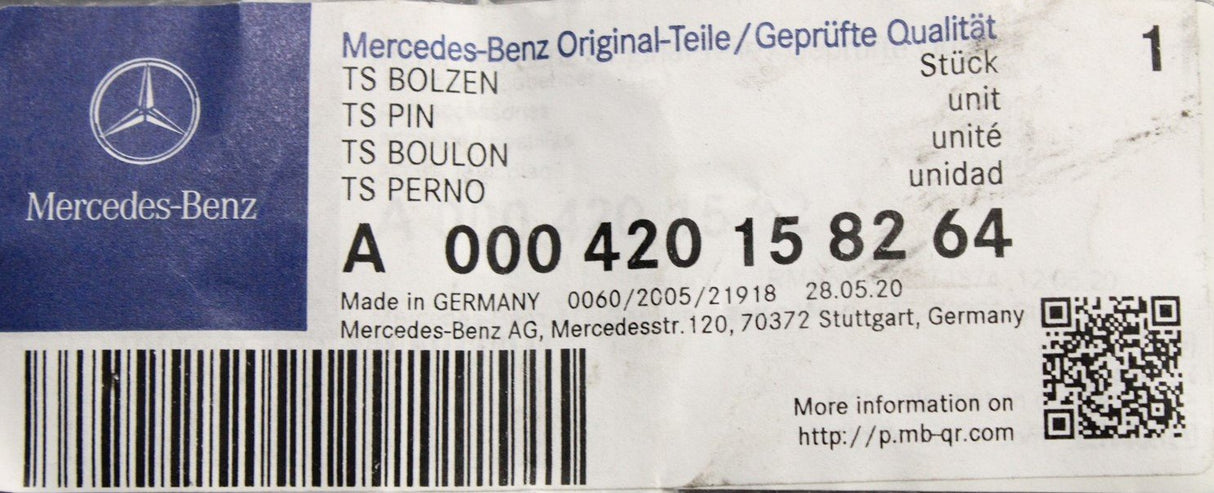 Mercedes-Benz
Mercedes-Benz Original-Teile/Geprüfte Qualität
1
TS BOLZEN Stück
TS PIN unit
TS BOULON unité
TS PERNO unidad
A 000 420 15 82 64
Made in GERMANY 0060/2005/21918 28.05.20
Mercedes-Benz AG, Mercedesstr. 120, 70372 Stuttgart, Germany
More information on
http://p.mb-qr.com